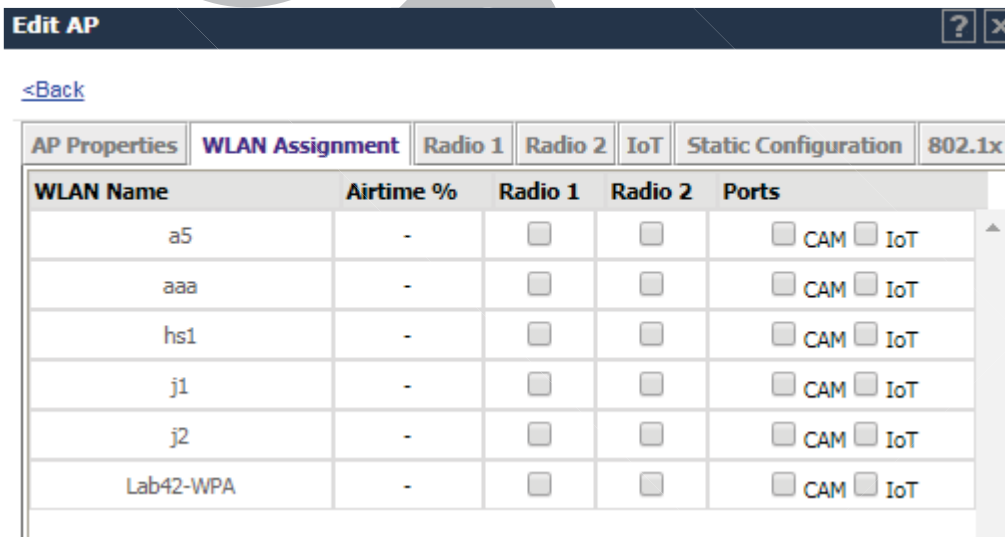 Edit AP ?
<Back
AP Properties WLAN Assignment Radio 1 Radio 2 IoT Static Configuration 802.1x
WLAN Name Airtime % Radio 1 Radio 2 Ports
a5 - CAM IoT
aaa - CAM IoT
hs1 - CAM IoT
j1 - CAM IoT
j2 - CAM IoT
Lab42-WPA - CAM IoT